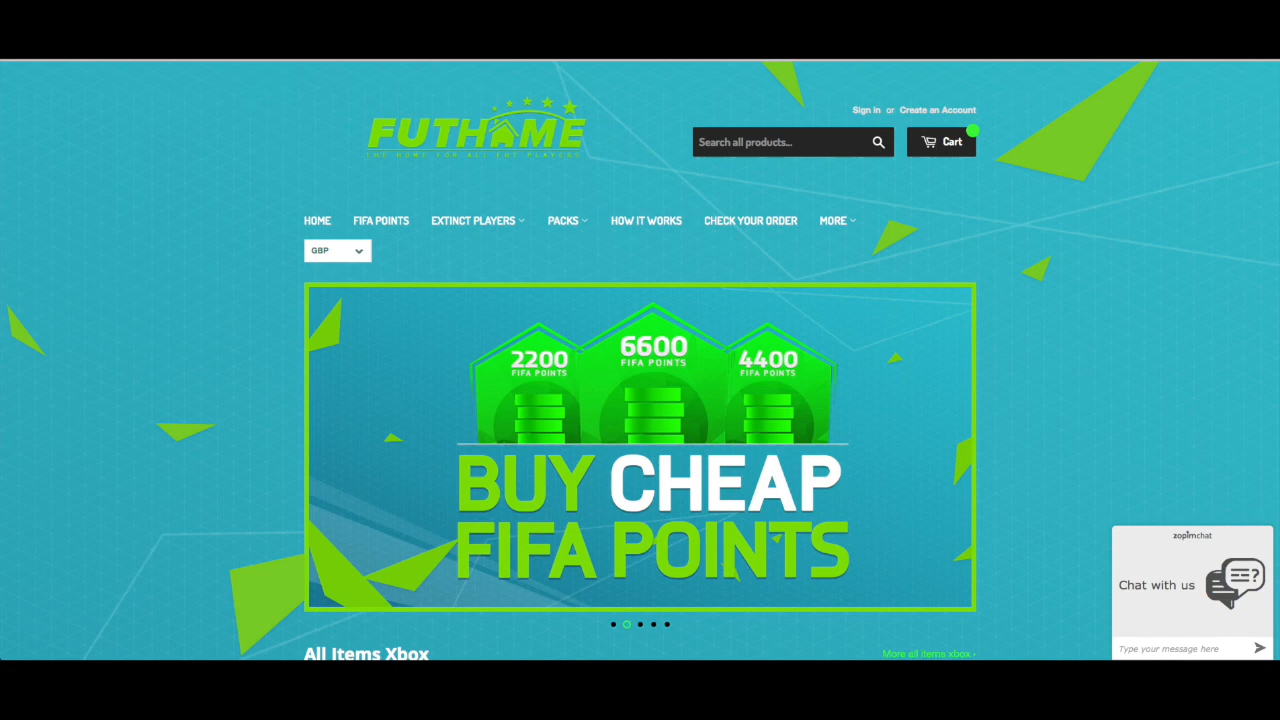 Sign in or Create an Account
FUTHOME
THE HOME FOR ALL FUT PLAYERS
Search all products...
Cart
HOME FIFA POINTS EXTINCT PLAYERS PACKS HOW IT WORKS CHECK YOUR ORDER MORE
GBP
2200
FIFA POINTS
6600
FIFA POINTS
4400
FIFA POINTS
BUY CHEAP
FIFA POINTS
zopim chat
Chat with us
Type your message here
All Items Xbox
More all items xbox ›